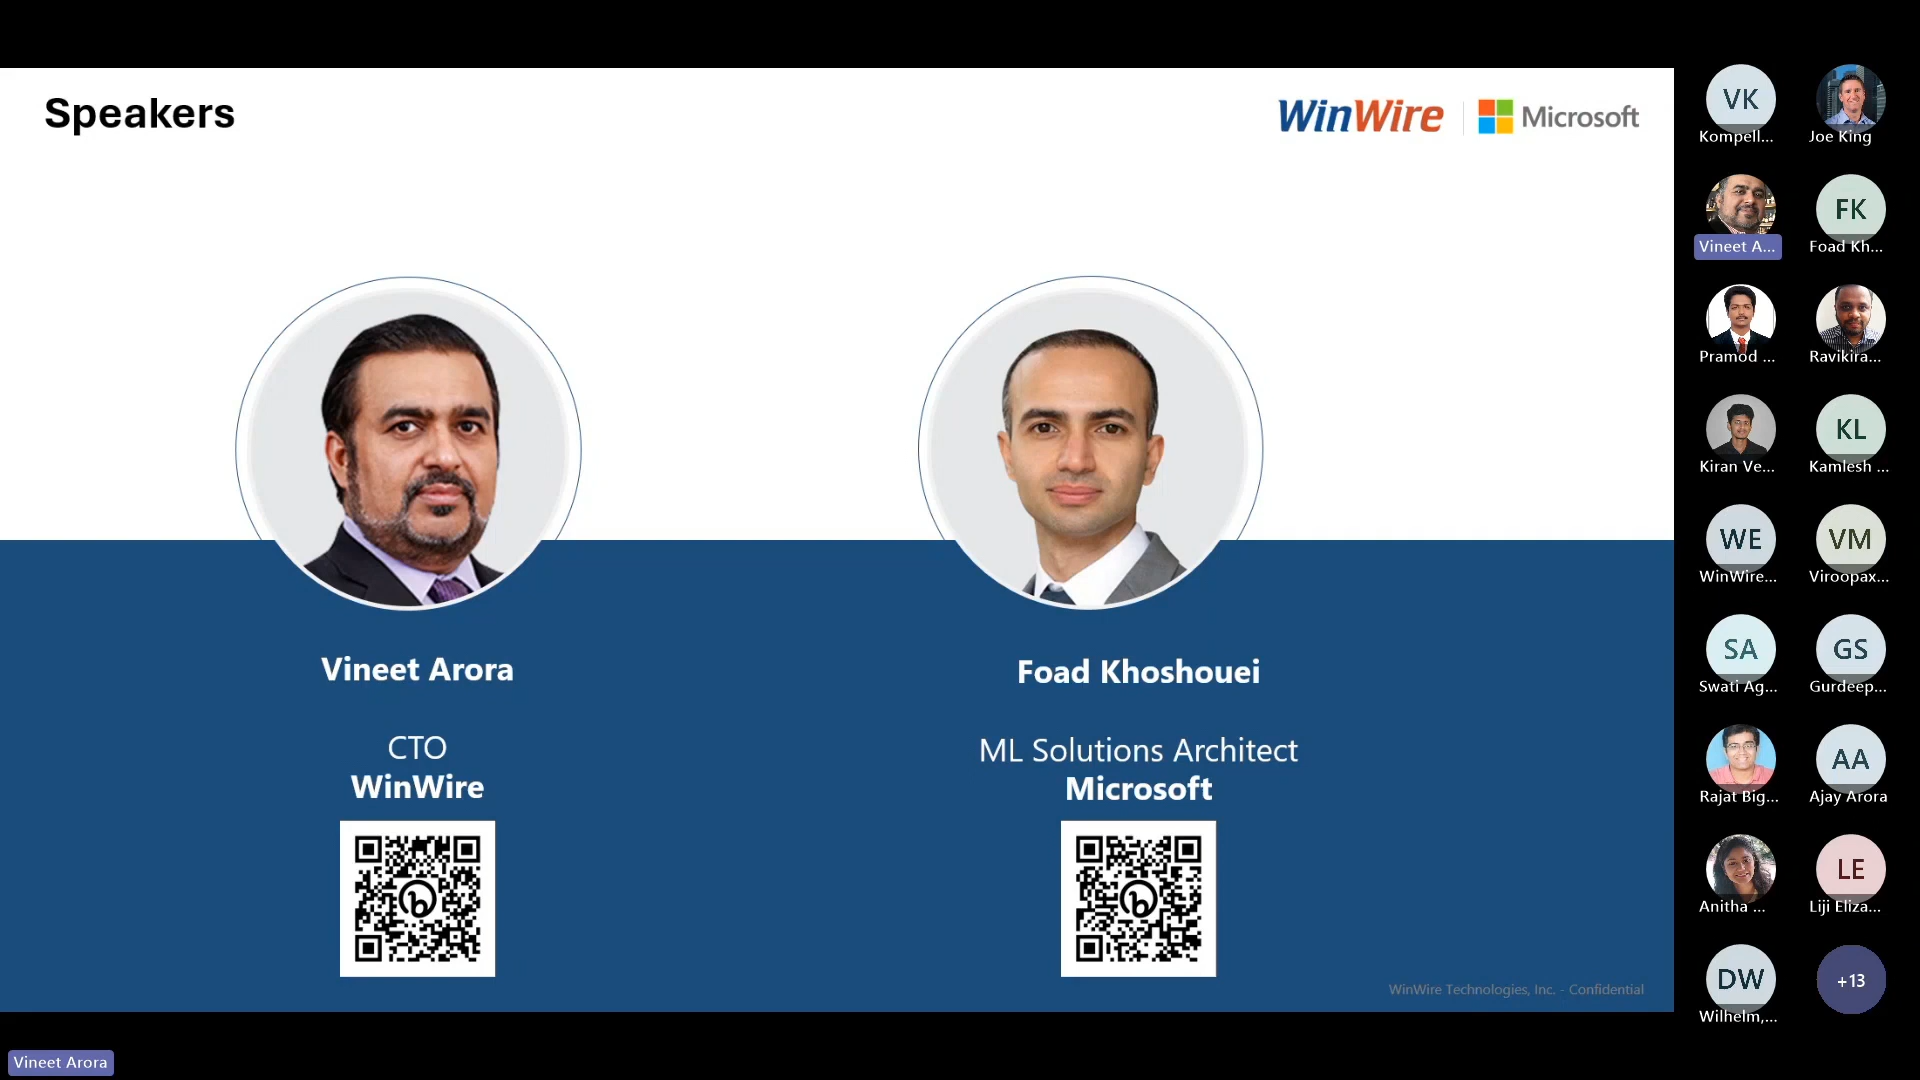 Speakers
WinWire
Microsoft
Vineet Arora
CTO
WinWire
Foad Khoshouei
ML Solutions Architect
Microsoft
WinWire Technologies, Inc. - Confidential
VK
Kompell...
Joe King
Vineet A...
FK
Foad Kh...
Pramod ...
Ravikira...
Kiran Ve...
KL
Kamlesh ...
WE
WinWire...
VM
Viroopax...
SA
Swati Ag...
GS
Gurdeep...
Rajat Big...
AA
Ajay Arora
Anitha ...
LE
Liji Eliza...
DW
Wilhelm,...
+13
Vineet Arora